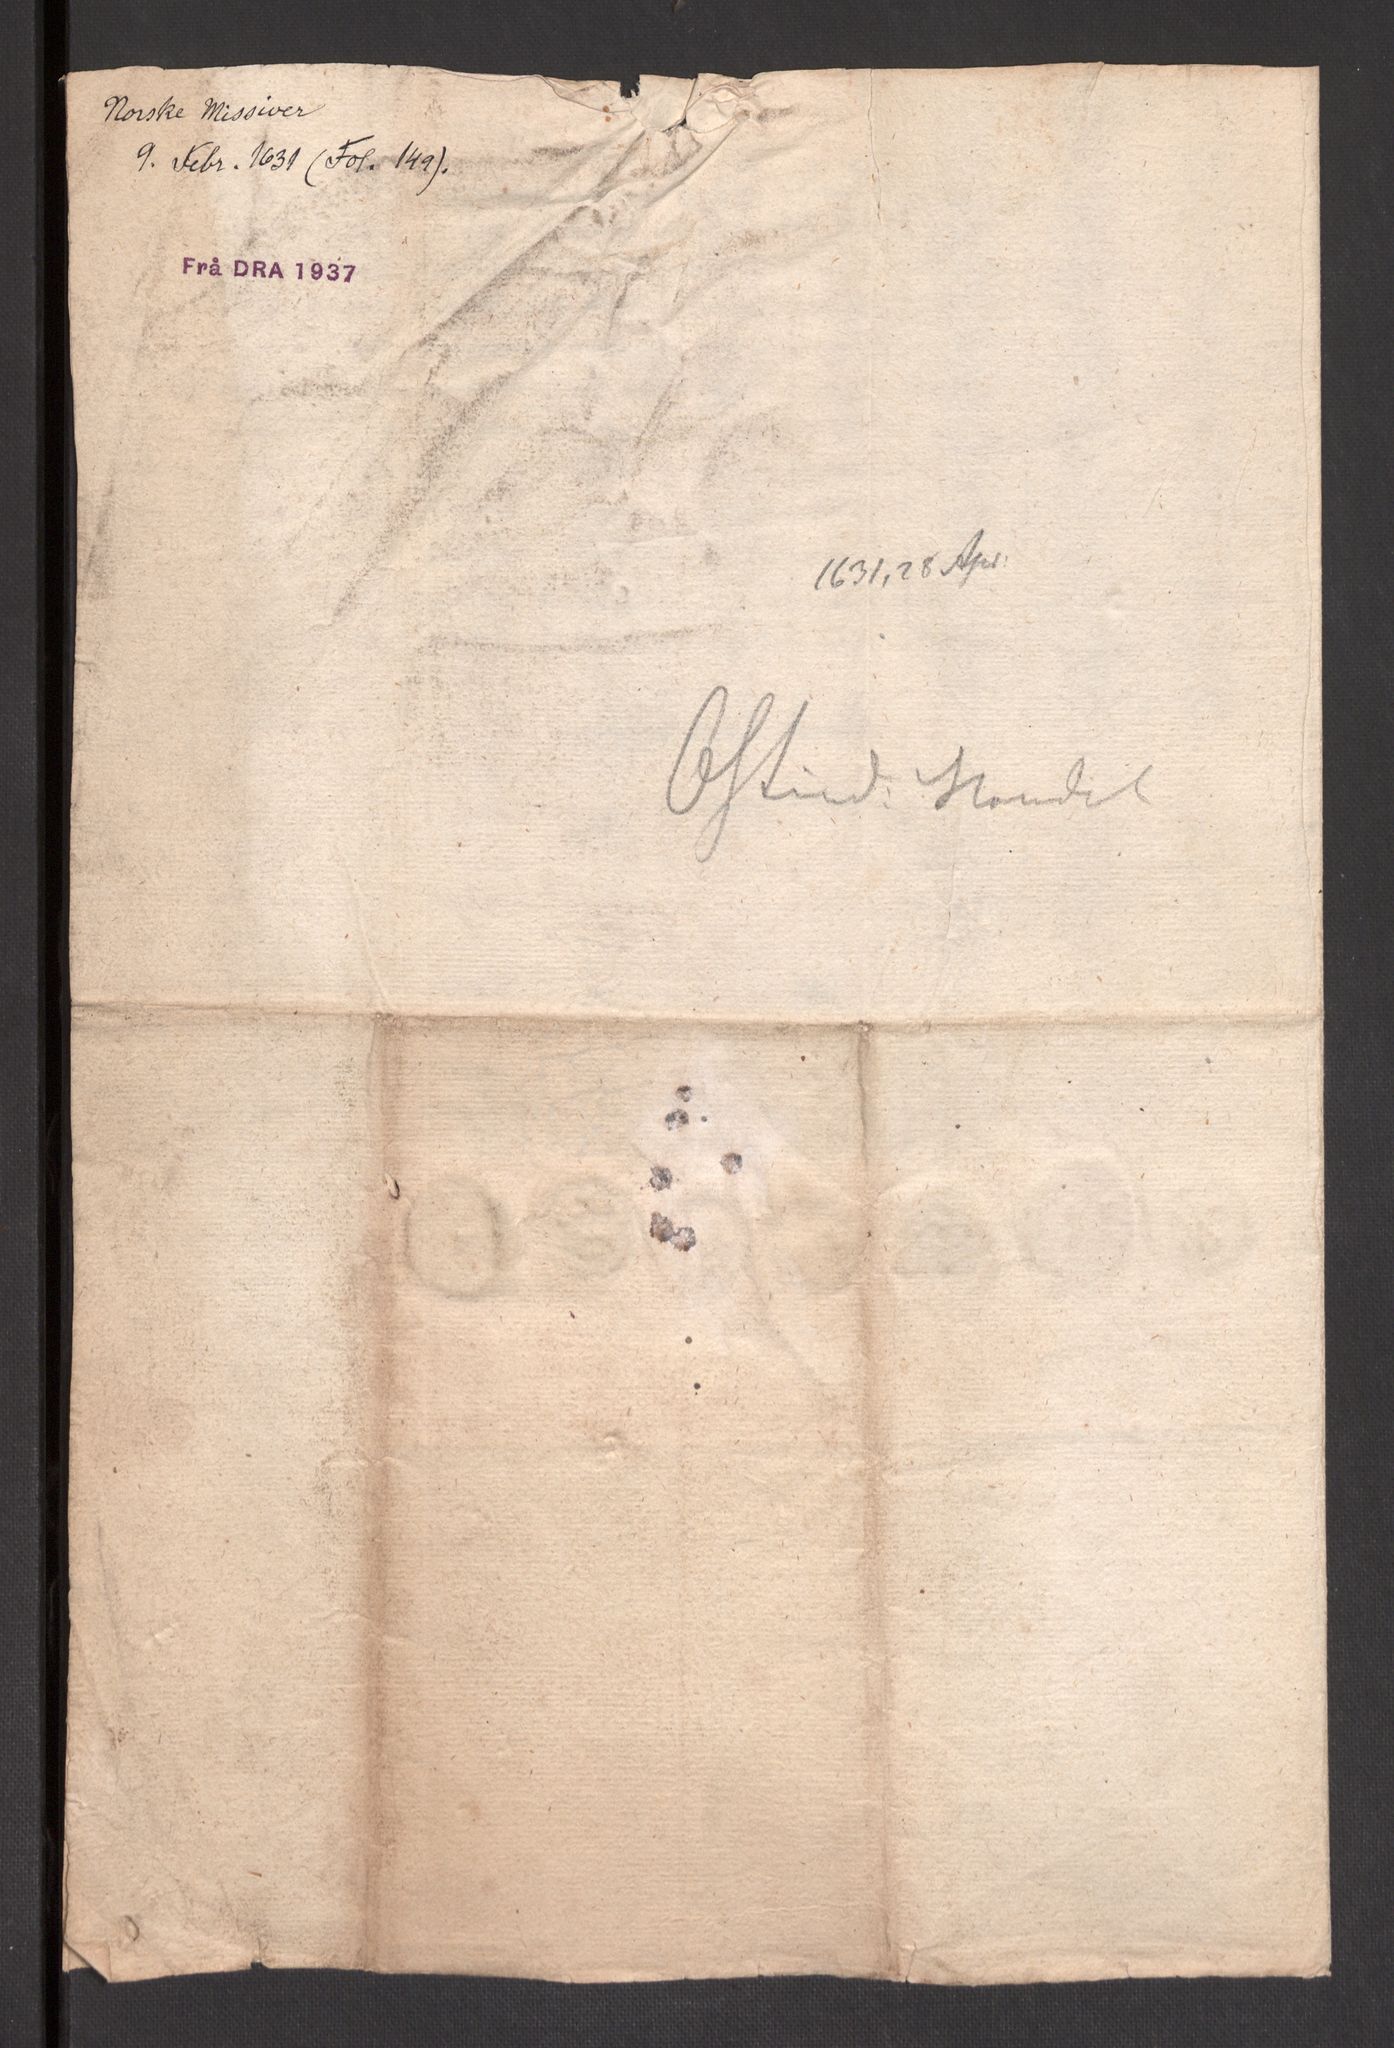 Norske Missiver
9. Febr. 1631 (Fol. 149).
Frå DRA 1937
1631, 28 Apr:
Ostind: Handel